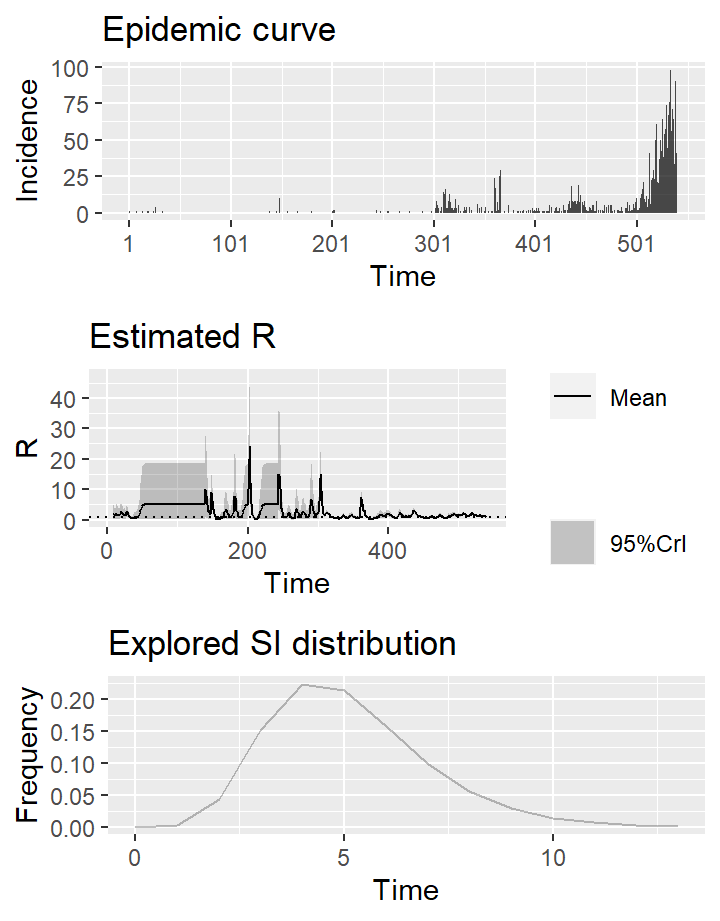 Epidemic curve
100
75
50
25
0
Incidence
1 101 201 301 401 501
Time
Estimated R
40
30
20
10
0
R
0 200 400
Time
Mean
95%CrI
Explored SI distribution
0.20
0.15
0.10
0.05
0.00
Frequency
0 5 10
Time